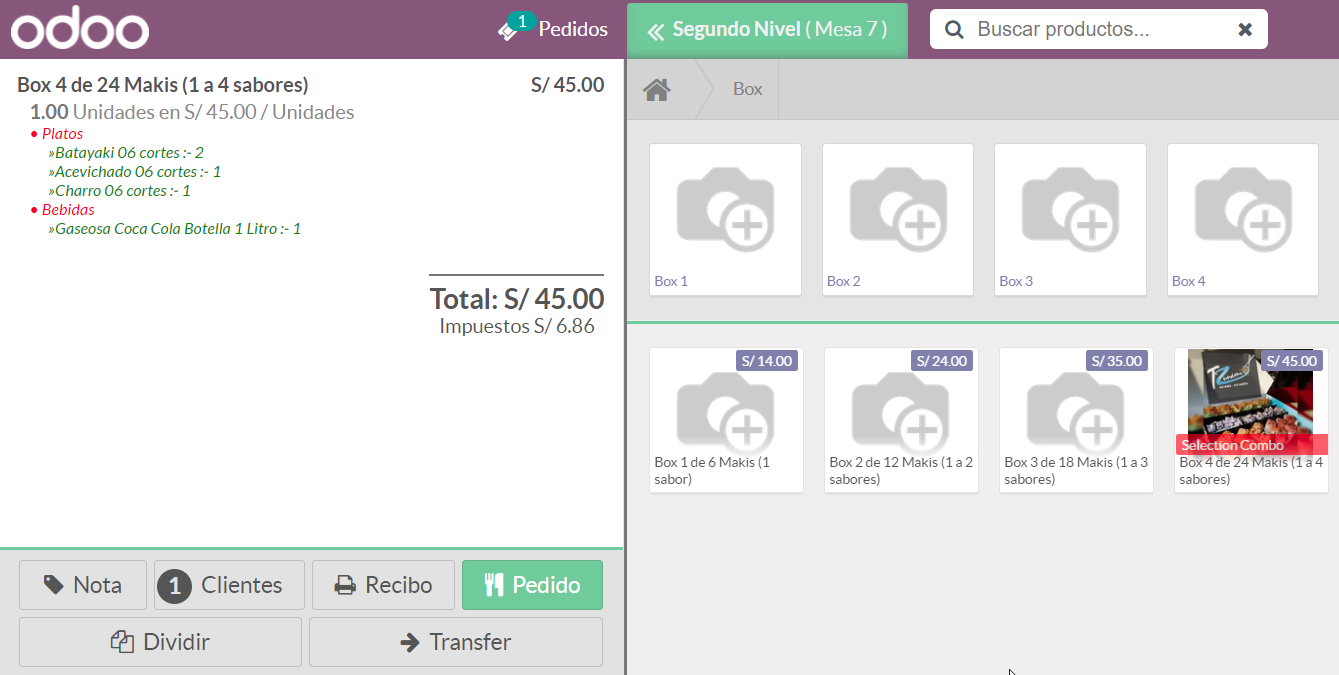 odoo
1 Pedidos
Segundo Nivel ( Mesa 7 )
Buscar productos...
Box 4 de 24 Makis (1 a 4 sabores) S/ 45.00
1.00 Unidades en S/ 45.00 / Unidades
• Platos
»Batayaki 06 cortes :- 2
»Acevichado 06 cortes :- 1
»Charro 06 cortes :- 1
• Bebidas
»Gaseosa Coca Cola Botella 1 Litro :- 1
Total: S/ 45.00
Impuestos S/ 6.86
Nota
1 Clientes
Recibo
Pedido
Dividir
Transfer
Box
Box 1
Box 2
Box 3
Box 4
S/ 14.00
Box 1 de 6 Makis (1
sabor)
S/ 24.00
Box 2 de 12 Makis (1 a 2
sabores)
S/ 35.00
Box 3 de 18 Makis (1 a 3
sabores)
S/ 45.00
Selection Combo
Box 4 de 24 Makis (1 a 4
sabores)